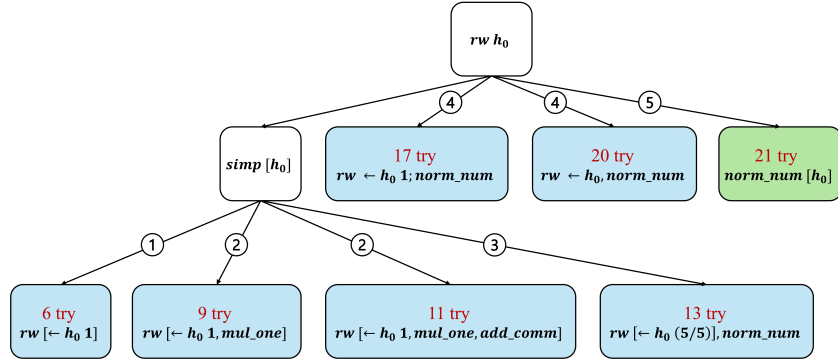 rw h₀
4
4
5
simp [h₀]
17 try
rw ← h₀ 1; norm_num
20 try
rw ← h₀, norm_num
21 try
norm_num [h₀]
1
2
2
3
6 try
rw [← h₀ 1]
9 try
rw [← h₀ 1, mul_one]
11 try
rw [← h₀ 1, mul_one, add_comm]
13 try
rw [← h₀ (5/5)], norm_num